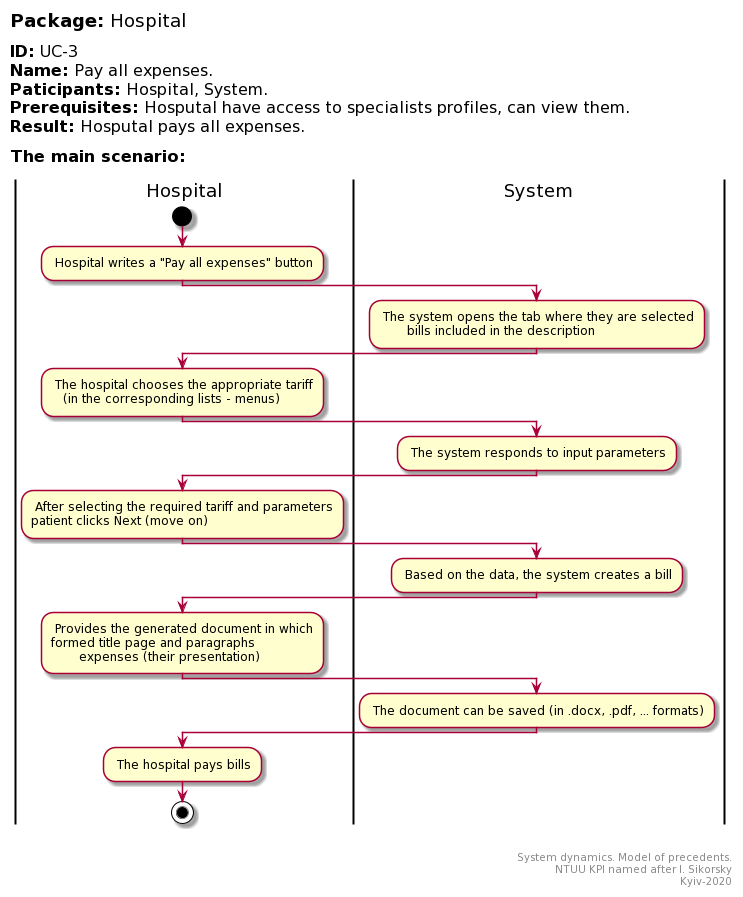 Package: Hospital
ID: UC-3
Name: Pay all expenses.
Paticipants: Hospital, System.
Prerequisites: Hosputal have access to specialists profiles, can view them.
Result: Hosputal pays all expenses.
The main scenario:
Hospital
System
Hospital writes a "Pay all expenses" button
The system opens the tab where they are selected
bills included in the description
The hospital chooses the appropriate tariff
(in the corresponding lists - menus)
The system responds to input parameters
After selecting the required tariff and parameters
patient clicks Next (move on)
Based on the data, the system creates a bill
Provides the generated document in which
formed title page and paragraphs
expenses (their presentation)
The document can be saved (in .docx, .pdf, ... formats)
The hospital pays bills
System dynamics. Model of precedents.
NTUU KPI named after I. Sikorsky
Kyiv-2020